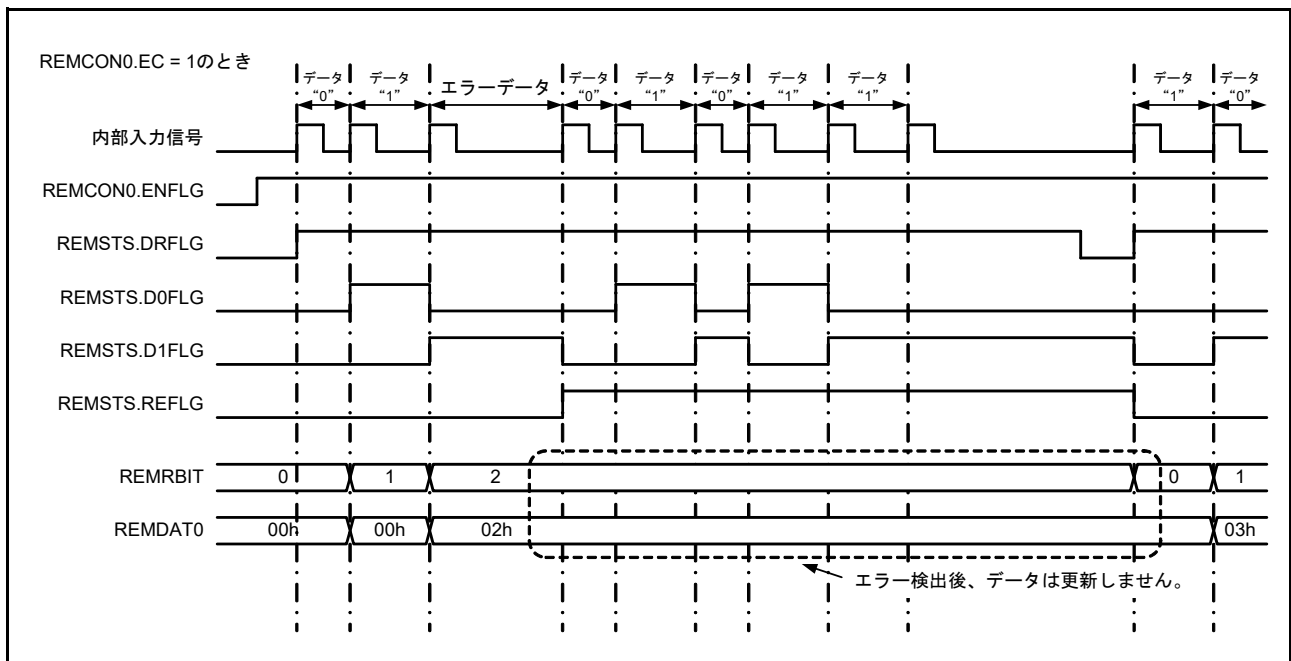 REMCON0.EC = 1のとき
データ “0” データ “1” エラーデータ データ “0” データ “1” データ “0” データ “1” データ “1” データ “1” データ “0”
内部入力信号
REMCON0.ENFLG
REMSTS.DRFLG
REMSTS.D0FLG
REMSTS.D1FLG
REMSTS.REFLG
REMRBIT 0 1 2 0 1
REMDAT0 00h 00h 02h 03h
エラー検出後、データは更新しません。